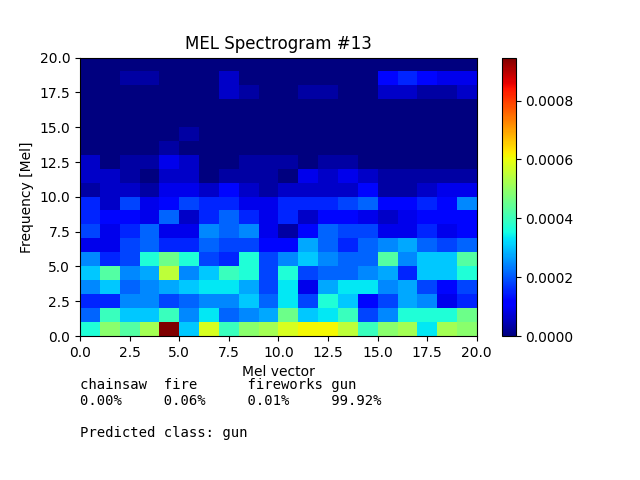 MEL Spectrogram #13
Frequency [Mel]
20.0
17.5
15.0
12.5
10.0
7.5
5.0
2.5
0.0
0.0 2.5 5.0 7.5 10.0 12.5 15.0 17.5 20.0
Mel vector
0.0008
0.0006
0.0004
0.0002
0.0000
chainsaw fire fireworks gun
0.00% 0.06% 0.01% 99.92%
Predicted class: gun